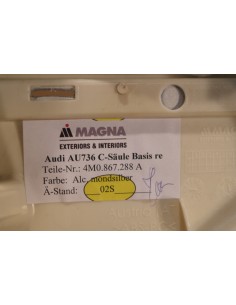 MAGNA
EXTERIORS & INTERIORS
Audi AU736 C-Säule Basis re
Teile-Nr.: 4M0.867.288 A
Farbe: Alc. mondsilber
Ä-Stand: 02S